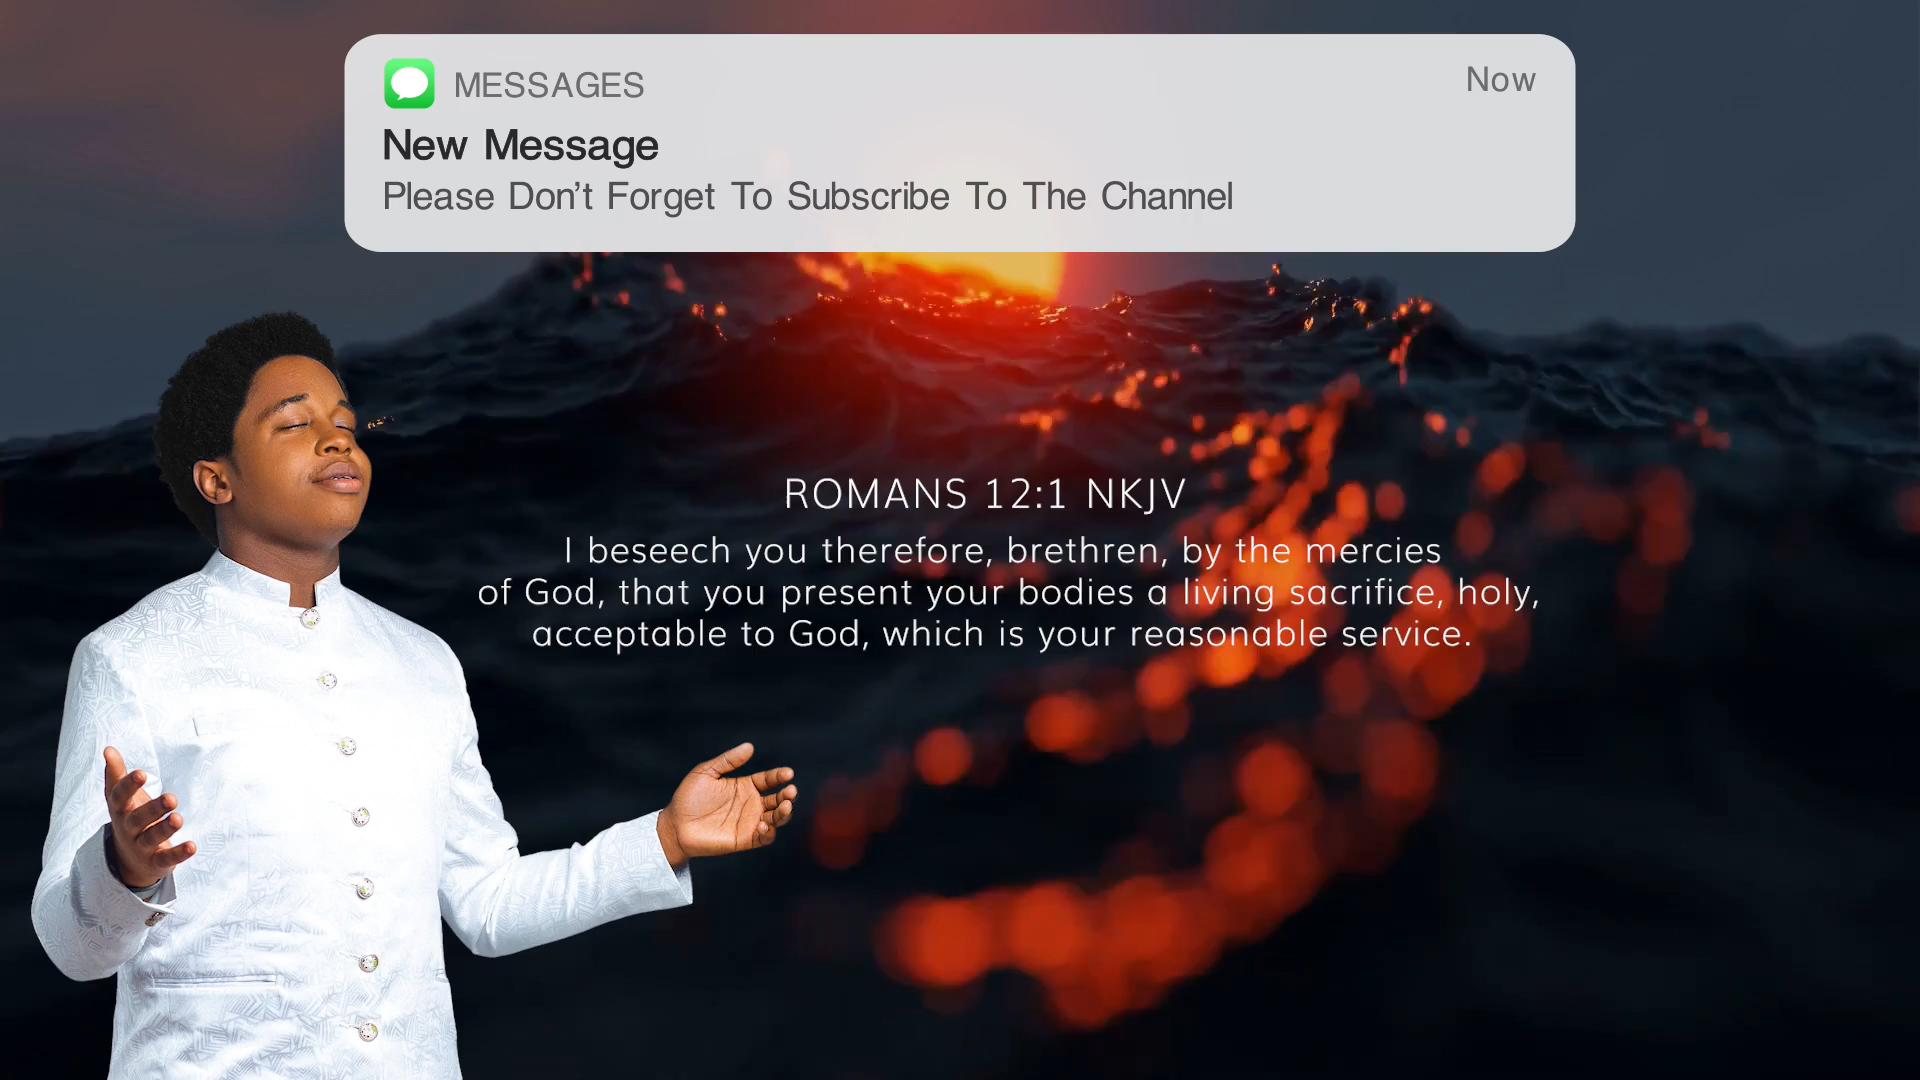 MESSAGES
Now
New Message
Please Don’t Forget To Subscribe To The Channel
ROMANS 12:1 NKJV
I beseech you therefore, brethren, by the mercies
of God, that you present your bodies a living sacrifice, holy,
acceptable to God, which is your reasonable service.